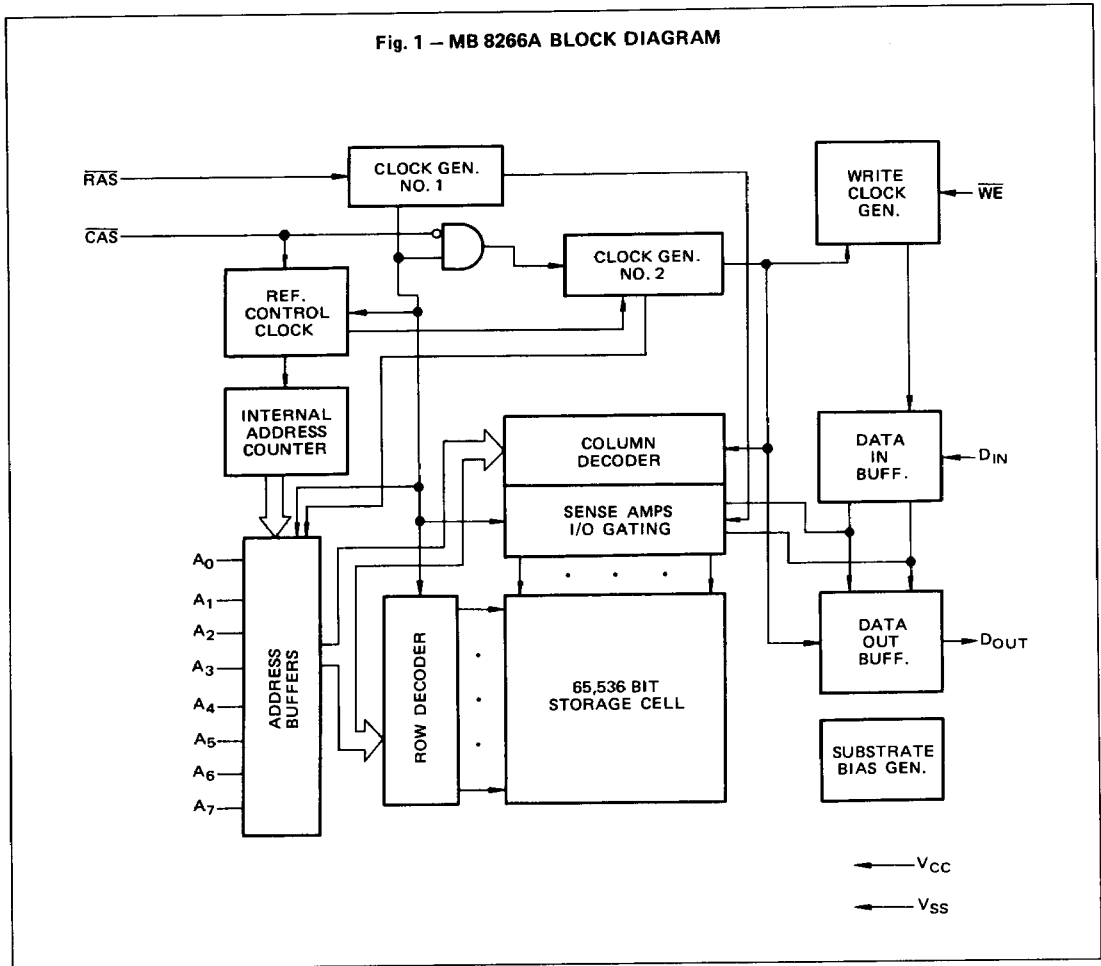 Fig. 1 – MB 8266A BLOCK DIAGRAM
RAS
CLOCK GEN.
NO. 1
WRITE
CLOCK
GEN.
WE
CAS
CLOCK GEN.
NO. 2
REF.
CONTROL
CLOCK
INTERNAL
ADDRESS
COUNTER
COLUMN
DECODER
DATA
IN
BUFF.
DIN
SENSE AMPS
I/O GATING
A0
A1
A2
A3
A4
A5
A6
A7
ADDRESS
BUFFERS
ROW DECODER
65,536 BIT
STORAGE CELL
DATA
OUT
BUFF.
DOUT
SUBSTRATE
BIAS GEN.
VCC
VSS